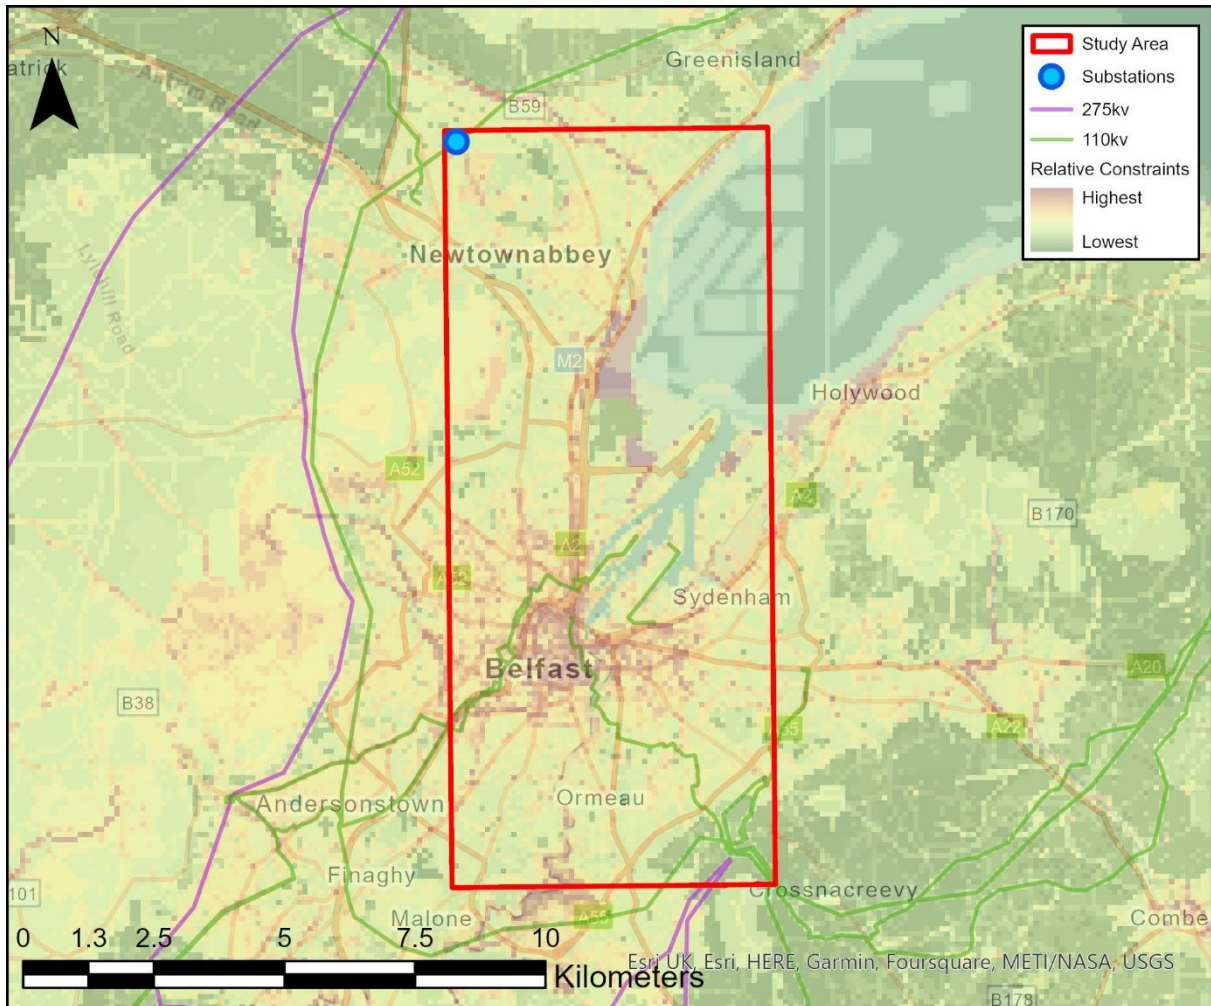 N
Greenisland
atrick
Antrim Road
B59
Study Area
Substations
275kv
110kv
Relative Constraints
Highest
Lowest
Newtownabbey
Lylehill Road
M2
Holywood
A52
A2
B170
A2
A52
Sydenham
Belfast
A20
B38
A55
A22
Andersonstown
Ormeau
Finaghy
101
Crossnacreevy
Malone
A55
Combe
0 1.3 2.5 5 7.5 10
Kilometers
Esri UK, Esri, HERE, Garmin, Foursquare, METI/NASA, USGS
B178